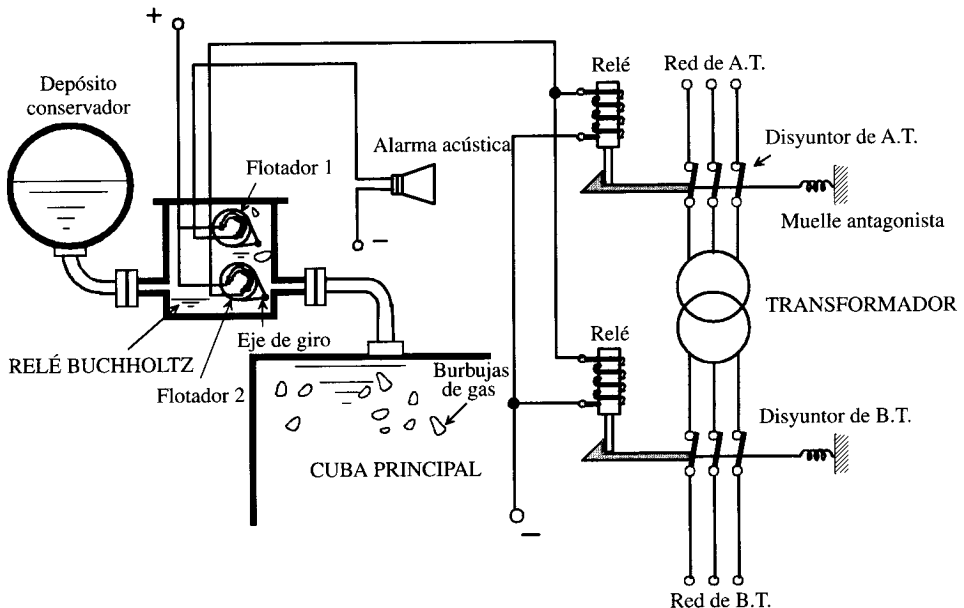 +
Depósito
conservador
Relé
Red de A.T.
Disyuntor de A.T.
Alarma acústica
Flotador 1
Muelle antagonista
−
TRANSFORMADOR
Eje de giro
RELÉ BUCHHOLTZ
Flotador 2
Relé
Burbujas
de gas
Disyuntor de B.T.
CUBA PRINCIPAL
−
Red de B.T.